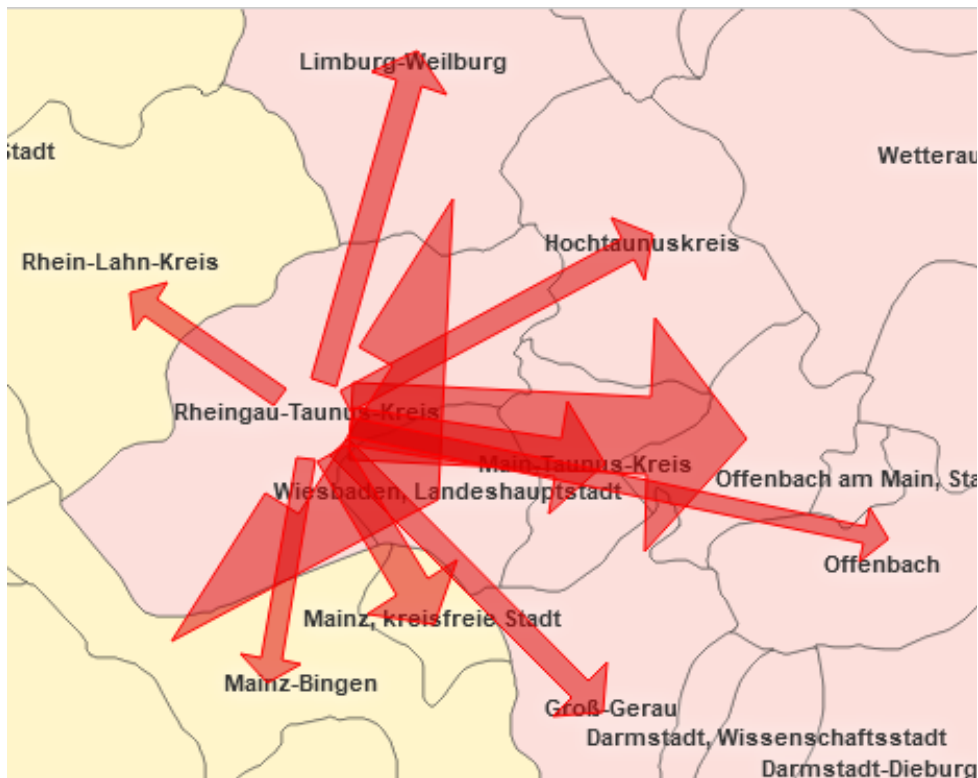 Limburg-Weilburg
Stadt
Wetterau
Hochtaunuskreis
Rhein-Lahn-Kreis
Rheingau-Taunus-Kreis
Main-Taunus-Kreis
Offenbach am Main, Sta
Wiesbaden, Landeshauptstadt
Offenbach
Mainz, kreisfreie Stadt
Mainz-Bingen
Groß-Gerau
Darmstadt, Wissenschaftsstadt
Darmstadt-Dieburg